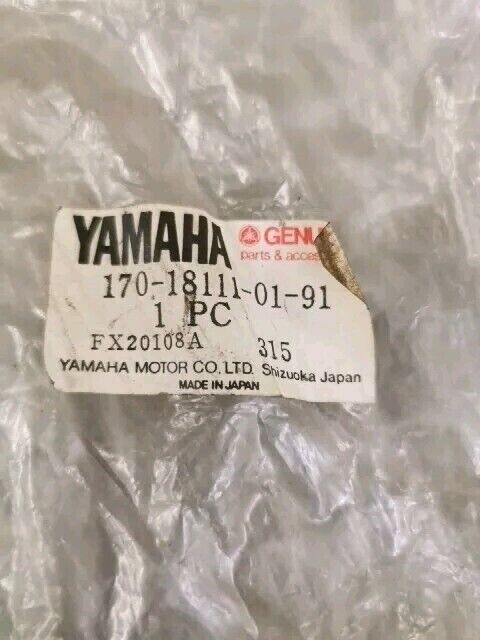 YAMAHA GENU
parts & access
170-18111-01-91
1 PC
FX20108A 315
YAMAHA MOTOR CO., LTD. Shizuoka Japan
MADE IN JAPAN